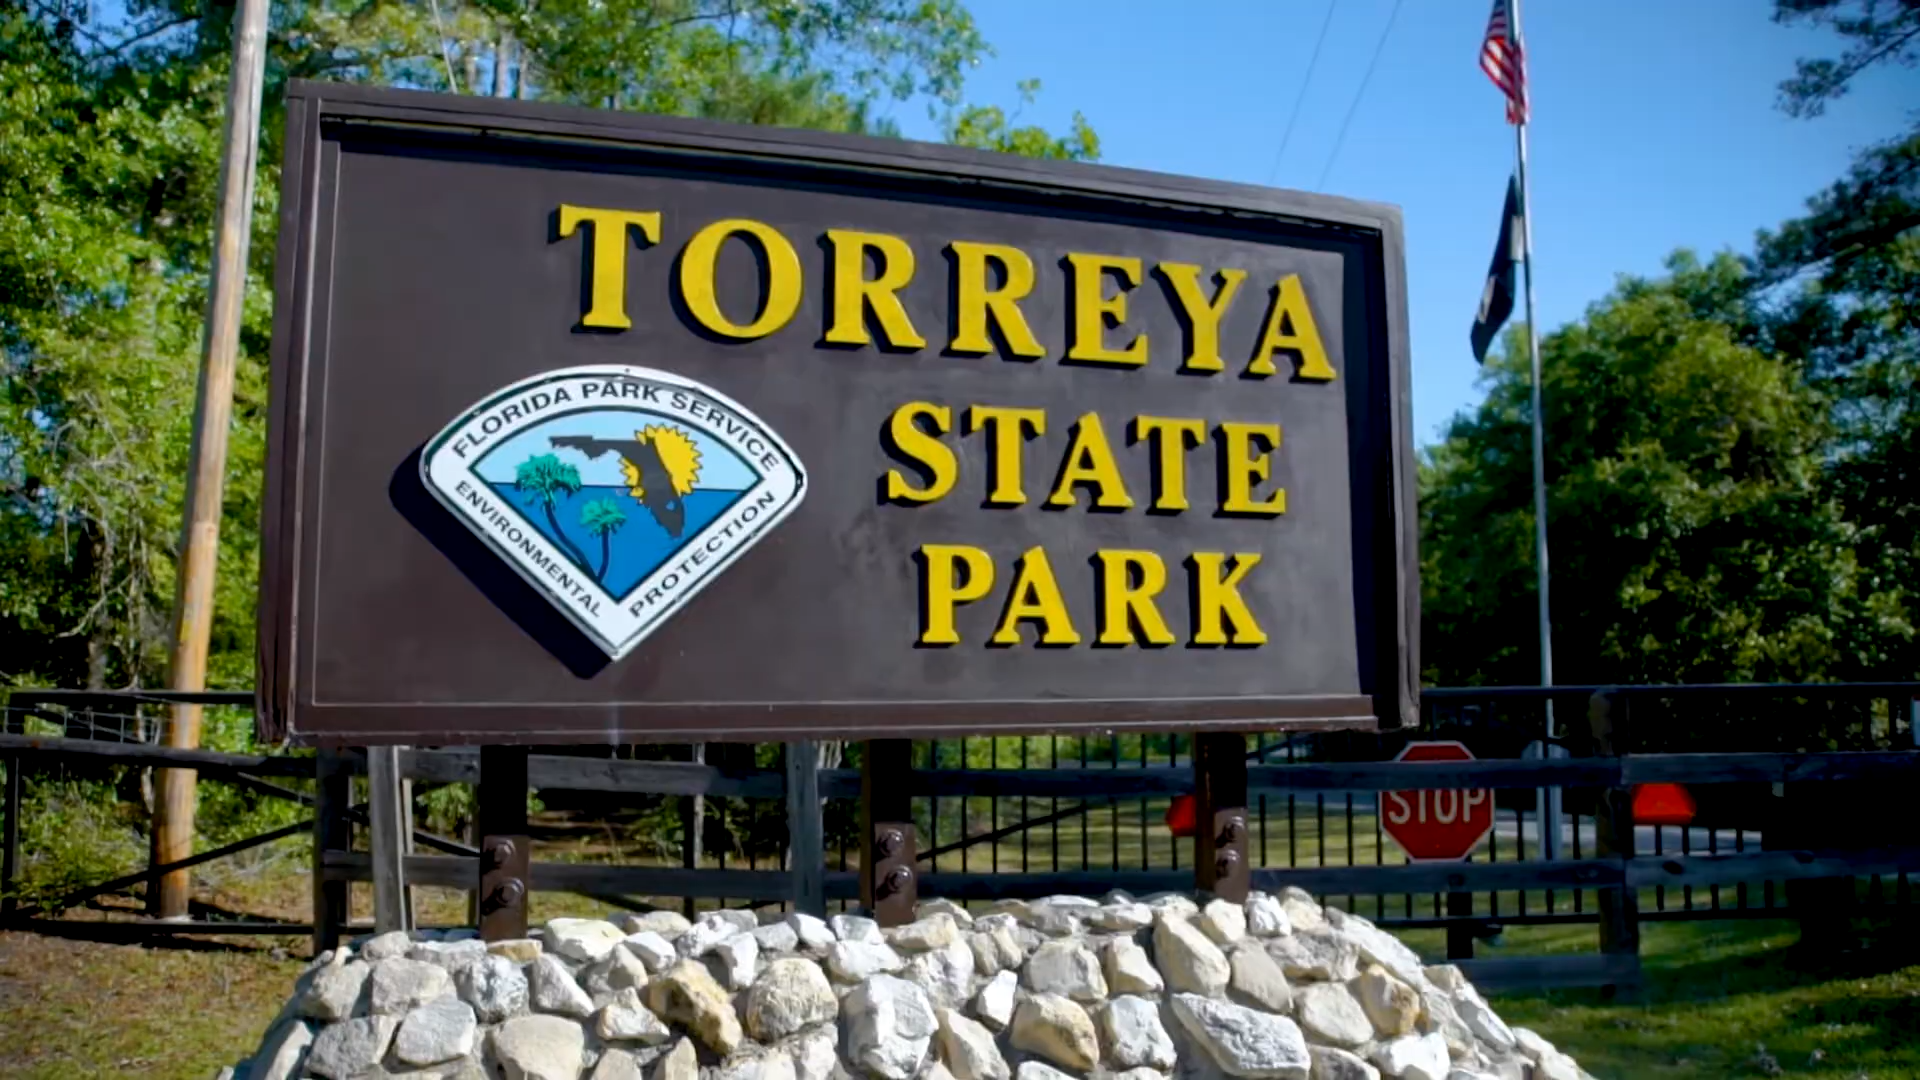 TORREYA
STATE
PARK
FLORIDA PARK SERVICE
ENVIRONMENTAL
PROTECTION
STOP